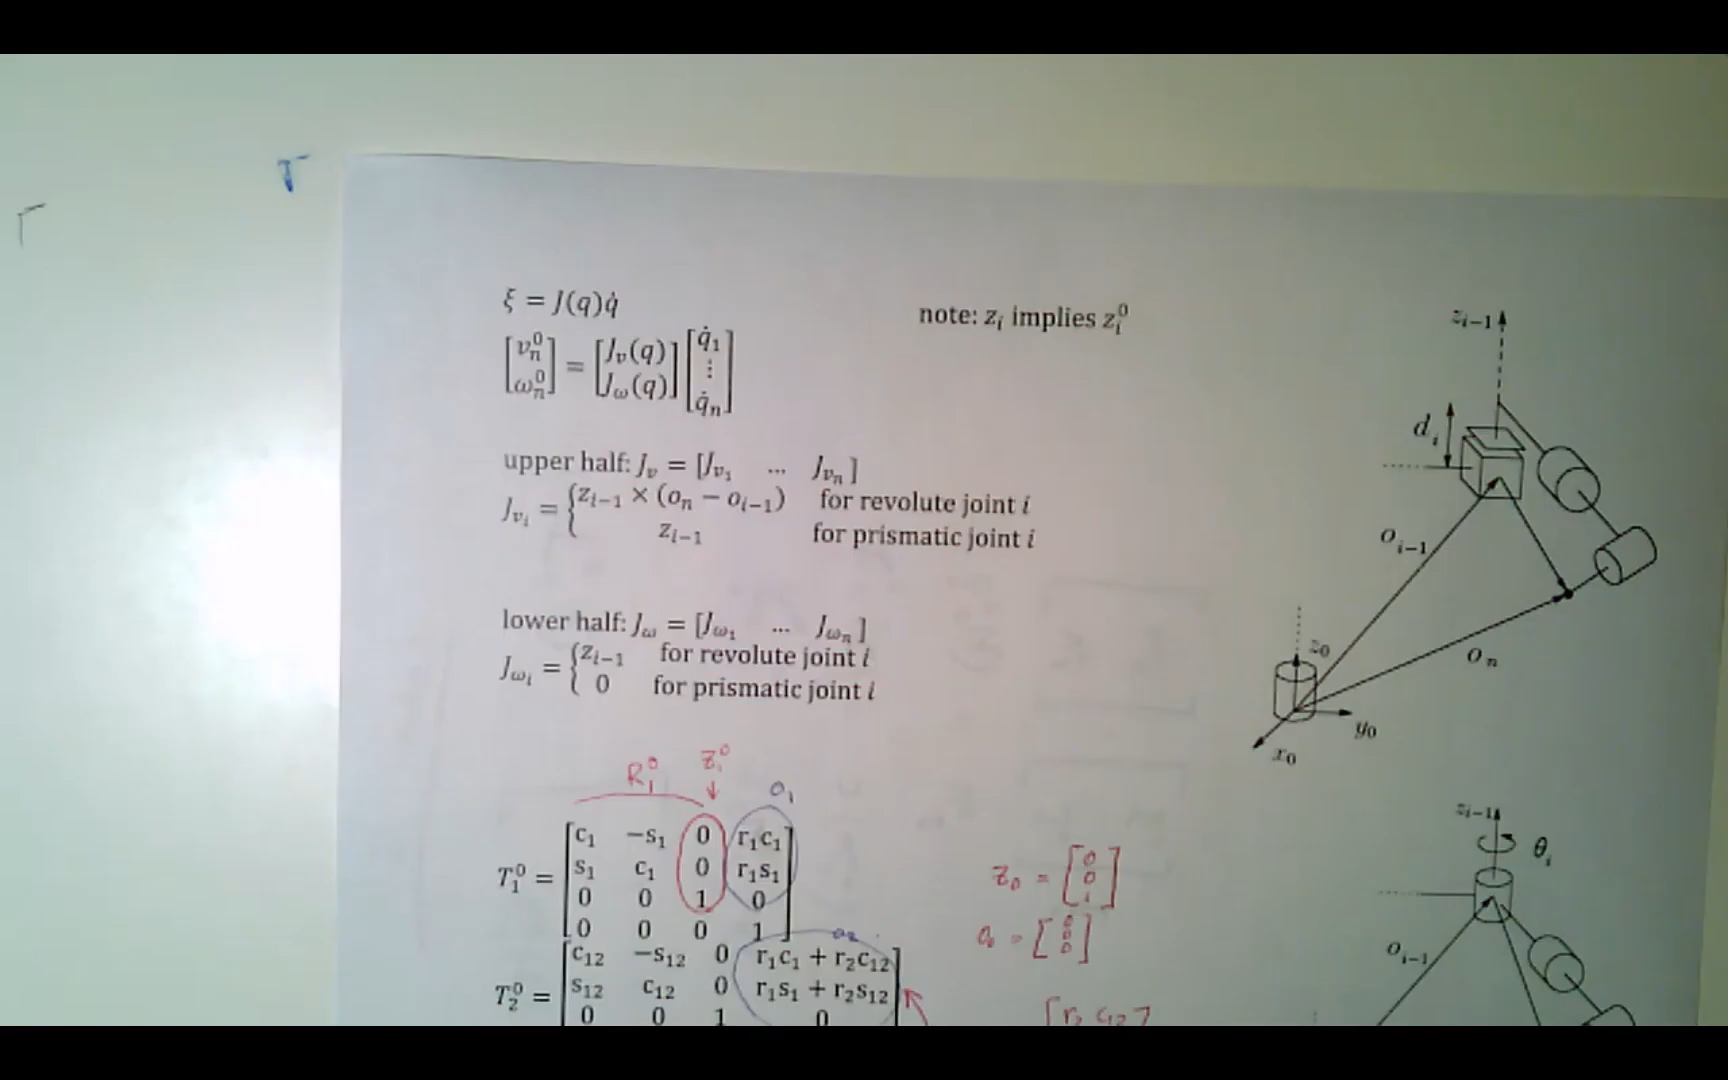 ξ = J(q)q̇
note: zᵢ implies zᵢ⁰
[vₙ⁰ ωₙ⁰] = [Jᵥ(q) J_ω(q)] [q̇₁ ⋮ q̇ₙ]
upper half: Jᵥ = [Jᵥ₁ ... Jᵥₙ]
Jᵥᵢ = { zᵢ₋₁ × (oₙ − oᵢ₋₁) for revolute joint i
zᵢ₋₁ for prismatic joint i
lower half: J_ω = [J_ω₁ ... J_ωₙ]
J_ωᵢ = { zᵢ₋₁ for revolute joint i
0 for prismatic joint i
R₁⁰ z₁⁰ o₁
T₁⁰ =
c₁ −s₁ 0 r₁c₁
s₁ c₁ 0 r₁s₁
0 0 1 0
0 0 0 1
o₂
T₂⁰ =
c₁₂ −s₁₂ 0 r₁c₁ + r₂c₁₂
s₁₂ c₁₂ 0 r₁s₁ + r₂s₁₂
0 0 1 0
z₀ = [0 0 1]
o₀ = [0 0 0]
[r₂ c₁₂]
zᵢ₋₁
dᵢ
oᵢ₋₁
z₀
oₙ
y₀
x₀
zᵢ₋₁
θᵢ
oᵢ₋₁